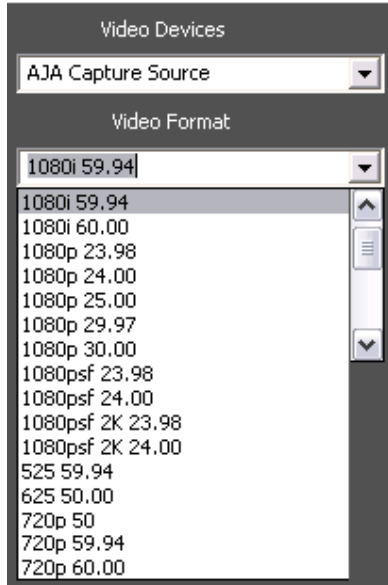 Video Devices
AJA Capture Source
Video Format
1080i 59.94
1080i 59.94
1080i 60.00
1080p 23.98
1080p 24.00
1080p 25.00
1080p 29.97
1080p 30.00
1080psf 23.98
1080psf 24.00
1080psf 2K 23.98
1080psf 2K 24.00
525 59.94
625 50.00
720p 50
720p 59.94
720p 60.00